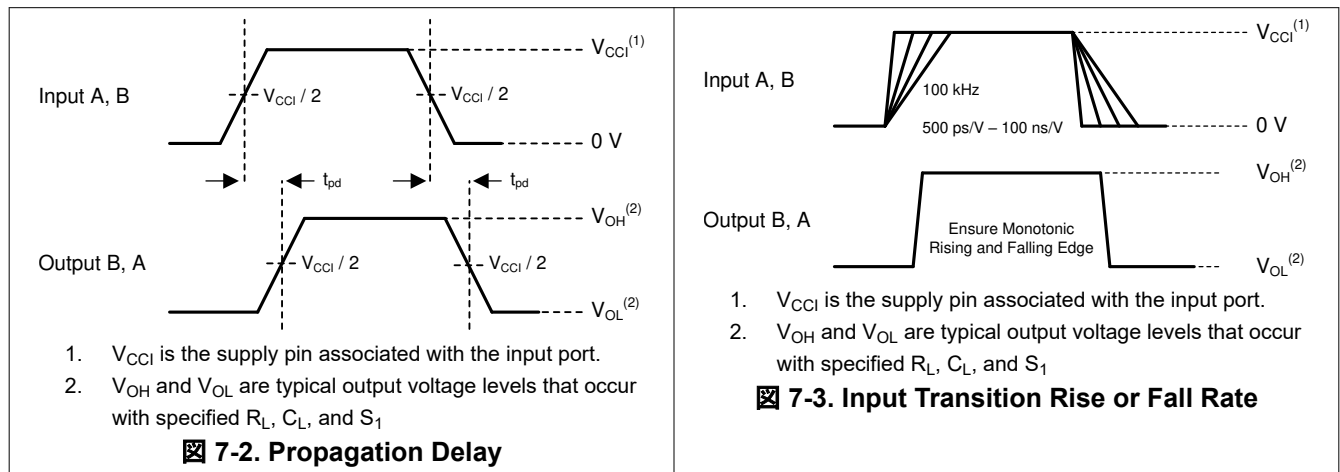 V_CCI^(1)
Input A, B
V_CCI / 2
V_CCI / 2
0 V
t_pd
t_pd
V_OH^(2)
Output B, A
V_CCI / 2
V_CCI / 2
V_OL^(2)
1. V_CCI is the supply pin associated with the input port.
2. V_OH and V_OL are typical output voltage levels that occur
with specified R_L, C_L, and S_1
図 7-2. Propagation Delay
V_CCI^(1)
Input A, B
100 kHz
500 ps/V – 100 ns/V
0 V
V_OH^(2)
Output B, A
Ensure Monotonic
Rising and Falling Edge
V_OL^(2)
1. V_CCI is the supply pin associated with the input port.
2. V_OH and V_OL are typical output voltage levels that occur
with specified R_L, C_L, and S_1
図 7-3. Input Transition Rise or Fall Rate